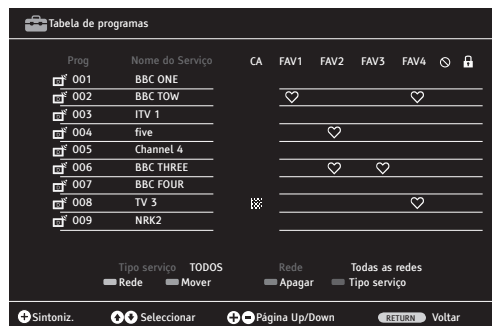 Tabela de programas
Prog Nome do Serviço CA FAV1 FAV2 FAV3 FAV4
001 BBC ONE
002 BBC TOW
003 ITV 1
004 five
005 Channel 4
006 BBC THREE
007 BBC FOUR
008 TV 3
009 NRK2
Tipo serviço TODOS Rede Todas as redes
Rede Mover Apagar Tipo serviço
Sintoniz. Seleccionar Página Up/Down RETURN Voltar